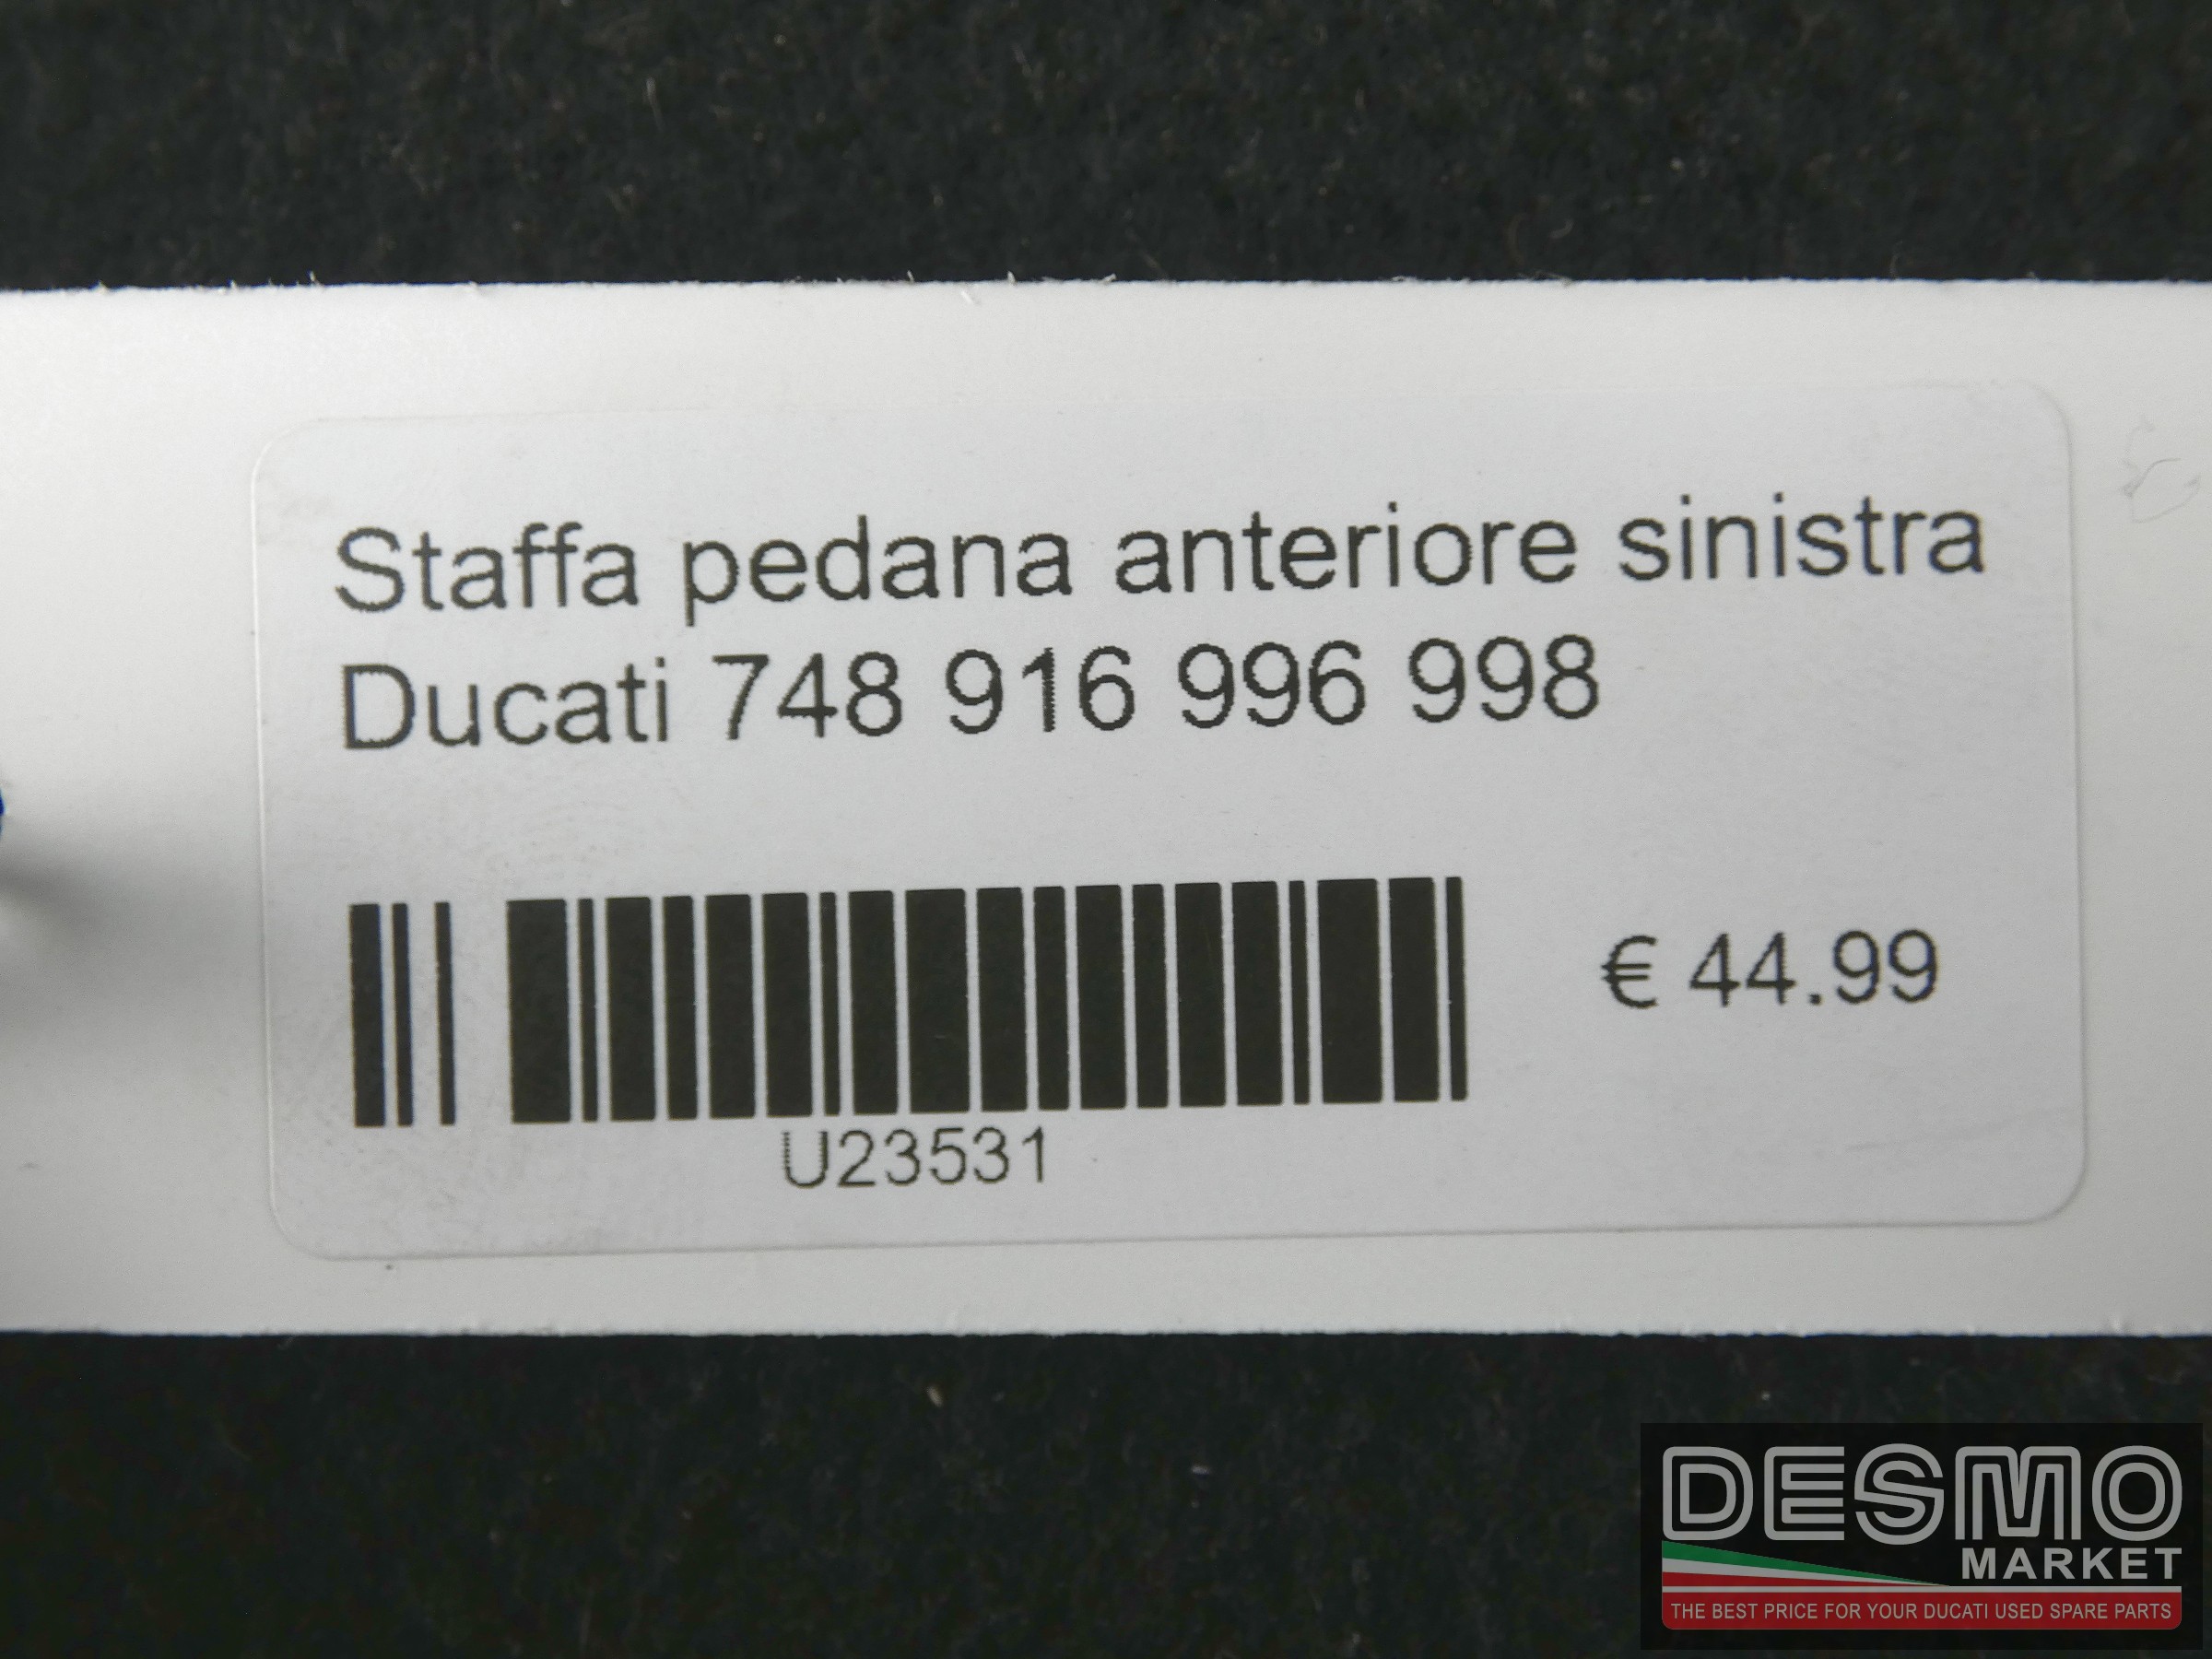 Staffa pedana anteriore sinistra
Ducati 748 916 996 998
€ 44.99
U23531
DESMO
MARKET
THE BEST PRICE FOR YOUR DUCATI USED SPARE PARTS